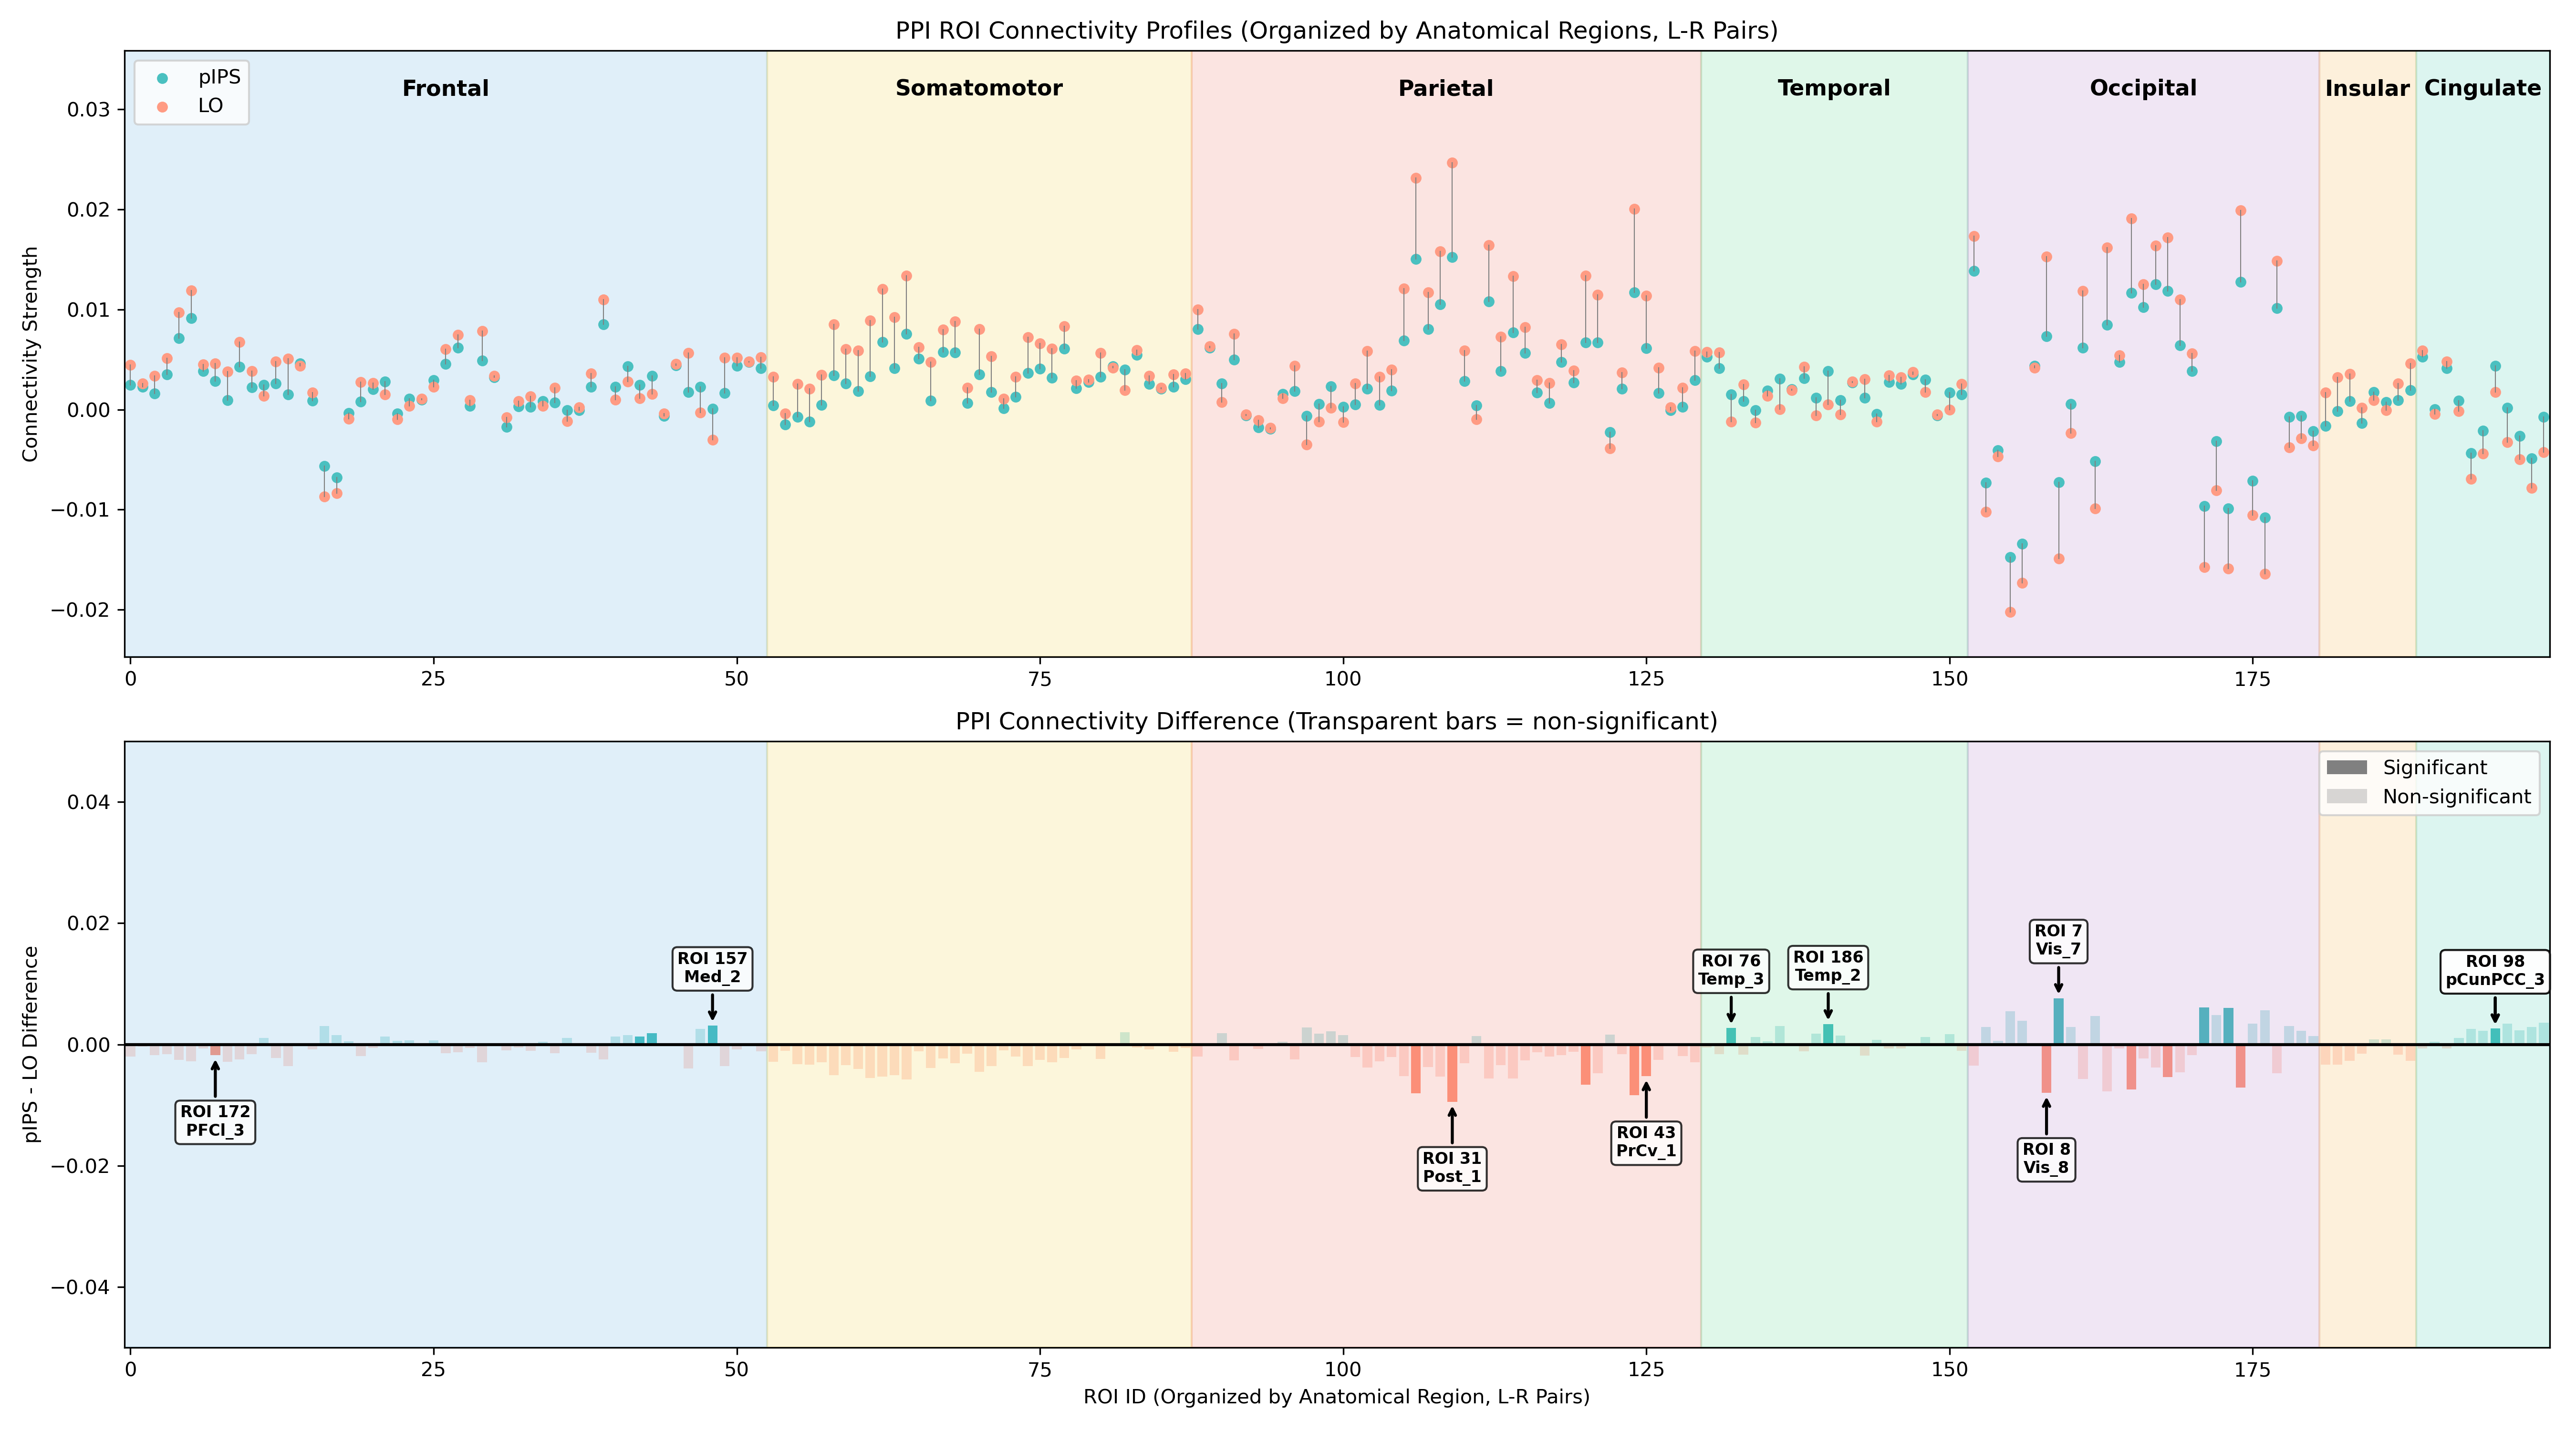 PPI ROI Connectivity Profiles (Organized by Anatomical Regions, L-R Pairs)
pIPS
LO
Frontal
Somatomotor
Parietal
Temporal
Occipital
Insular
Cingulate
Connectivity Strength
0.03
0.02
0.01
0.00
−0.01
−0.02
0
25
50
75
100
125
150
175
PPI Connectivity Difference (Transparent bars = non-significant)
Significant
Non-significant
pIPS - LO Difference
0.04
0.02
0.00
−0.02
−0.04
ROI 172
PFCl_3
ROI 157
Med_2
ROI 31
Post_1
ROI 43
PrCv_1
ROI 76
Temp_3
ROI 186
Temp_2
ROI 7
Vis_7
ROI 8
Vis_8
ROI 98
pCunPCC_3
0
25
50
75
100
125
150
175
ROI ID (Organized by Anatomical Region, L-R Pairs)